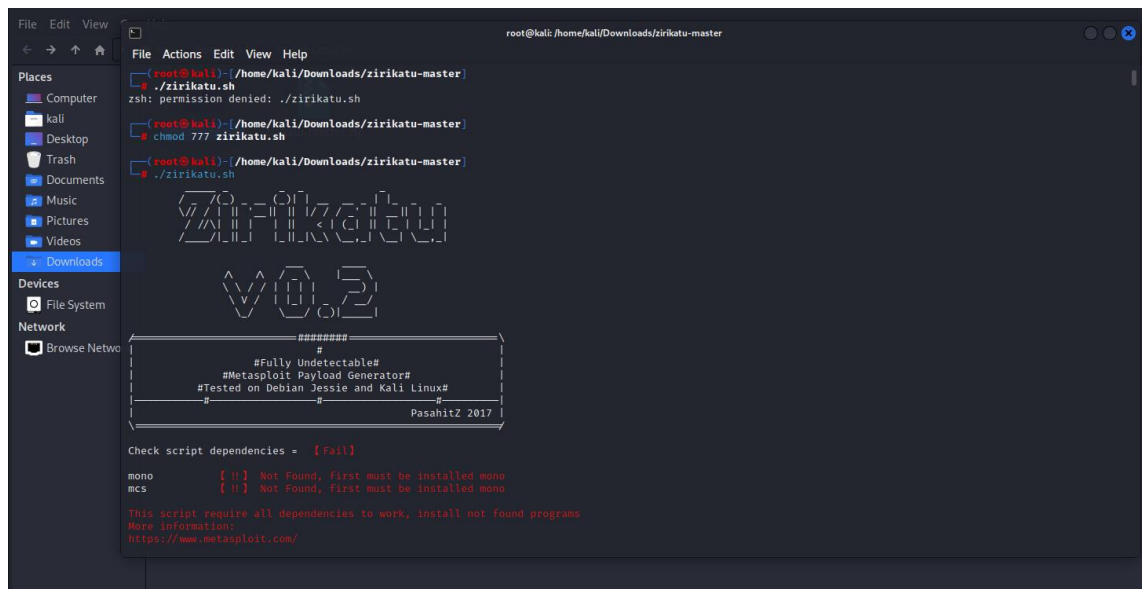 File Edit View
root@kali: /home/kali/Downloads/zirikatu-master
File Actions Edit View Help
Places
Computer
kali
Desktop
Trash
Documents
Music
Pictures
Videos
Downloads
Devices
File System
Network
Browse Netwo
(root㉿kali)-[/home/kali/Downloads/zirikatu-master]
# ./zirikatu.sh
zsh: permission denied: ./zirikatu.sh
(root㉿kali)-[/home/kali/Downloads/zirikatu-master]
# chmod 777 zirikatu.sh
(root㉿kali)-[/home/kali/Downloads/zirikatu-master]
# ./zirikatu.sh
Zirikatu
v0.2
########
#
#Fully Undetectable#
#Metasploit Payload Generator#
#Tested on Debian Jessie and Kali Linux#
# # #
PasahitZ 2017
Check script dependencies = 【Fail】
mono 【 !! 】 Not Found, first must be installed mono
mcs 【 !! 】 Not Found, first must be installed mono
This script require all dependencies to work, install not found programs
More information:
https://www.metasploit.com/